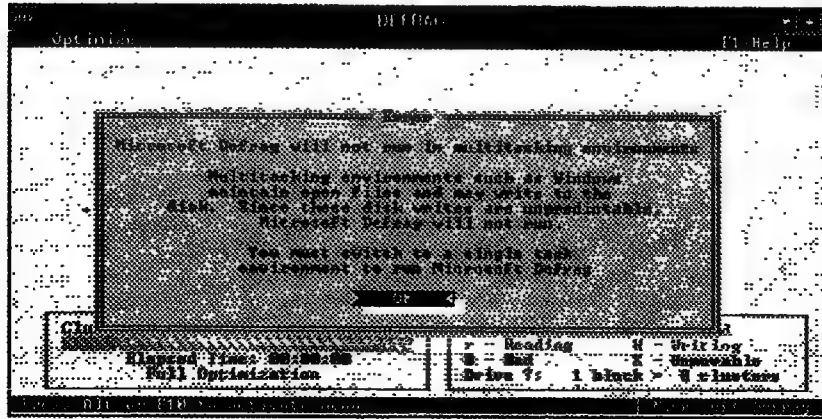 DEFRAG
Optimize
F1=Help
Error
Microsoft Defrag will not run in multitasking environments
Multitasking environments such as Windows
maintain open files and may write to the
disk. Since these disk writes are unpredictable,
Microsoft Defrag will not run.
You must switch to a single task
environment to run Microsoft Defrag
OK
Clu
Elapsed Time: 00:00:00
Full Optimization
r - Reading W - Writing
B - Bad X - Unmovable
Drive ?: 1 block = 0 clusters